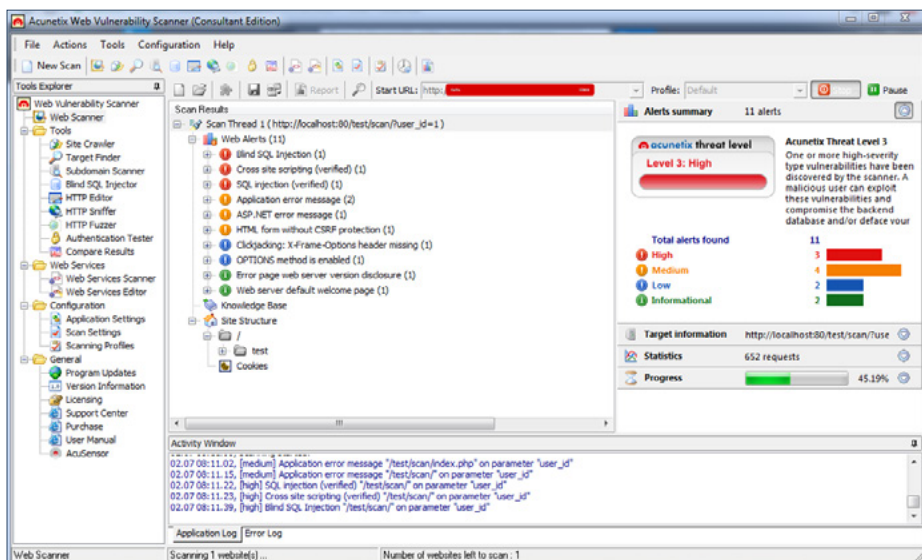 Acunetix Web Vulnerability Scanner (Consultant Edition)
File Actions Tools Configuration Help
New Scan
Tools Explorer
Web Vulnerability Scanner
Web Scanner
Tools
Site Crawler
Target Finder
Subdomain Scanner
Blind SQL Injector
HTTP Editor
HTTP Sniffer
HTTP Fuzzer
Authentication Tester
Compare Results
Web Services
Web Services Scanner
Web Services Editor
Configuration
Application Settings
Scan Settings
Scanning Profiles
General
Program Updates
Version Information
Licensing
Support Center
Purchase
User Manual
AcuSensor
Report Start URL: http: Profile: Default Stop Pause
Scan Results
Scan Thread 1 ( http://localhost:80/test/scan/?user_id=1 )
Web Alerts (11)
Blind SQL Injection (1)
Cross site scripting (verified) (1)
SQL injection (verified) (1)
Application error message (2)
ASP.NET error message (1)
HTML form without CSRF protection (1)
Clickjacking: X-Frame-Options header missing (1)
OPTIONS method is enabled (1)
Error page web server version disclosure (1)
Web server default welcome page (1)
Knowledge Base
Site Structure
/
test
Cookies
Alerts summary 11 alerts
acunetix threat level
Level 3: High
Acunetix Threat Level 3
One or more high-severity
type vulnerabilities have been
discovered by the scanner. A
malicious user can exploit
these vulnerabilities and
compromise the backend
database and/or deface your
Total alerts found 11
High 3
Medium 4
Low 2
Informational 2
Target information http://localhost:80/test/scan/?use
Statistics 652 requests
Progress 45.19%
Activity Window
02.07 08:11.02, [medium] Application error message "/test/scan/index.php" on parameter "user_id"
02.07 08:11.15, [medium] Application error message "/test/scan/" on parameter "user_id"
02.07 08:11.22, [high] SQL injection (verified) "/test/scan/" on parameter "user_id"
02.07 08:11.23, [high] Cross site scripting (verified) "/test/scan/" on parameter "user_id"
02.07 08:11.39, [high] Blind SQL Injection "/test/scan/" on parameter "user_id"
Application Log Error Log
Web Scanner Scanning 1 website(s) ... Number of websites left to scan : 1